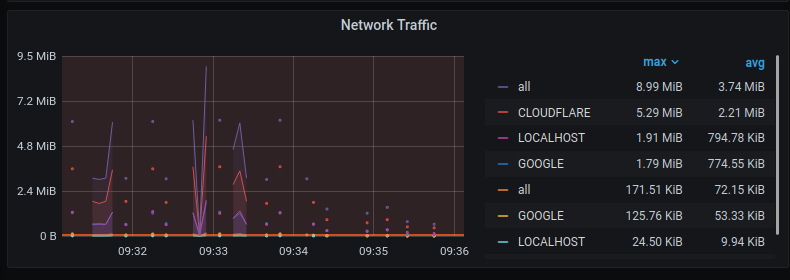 Network Traffic
9.5 MiB
7.2 MiB
4.8 MiB
2.4 MiB
0 B
09:32 09:33 09:34 09:35 09:36
max avg
all 8.99 MiB 3.74 MiB
CLOUDFLARE 5.29 MiB 2.21 MiB
LOCALHOST 1.91 MiB 794.78 KiB
GOOGLE 1.79 MiB 774.55 KiB
all 171.51 KiB 72.15 KiB
GOOGLE 125.76 KiB 53.33 KiB
LOCALHOST 24.50 KiB 9.94 KiB